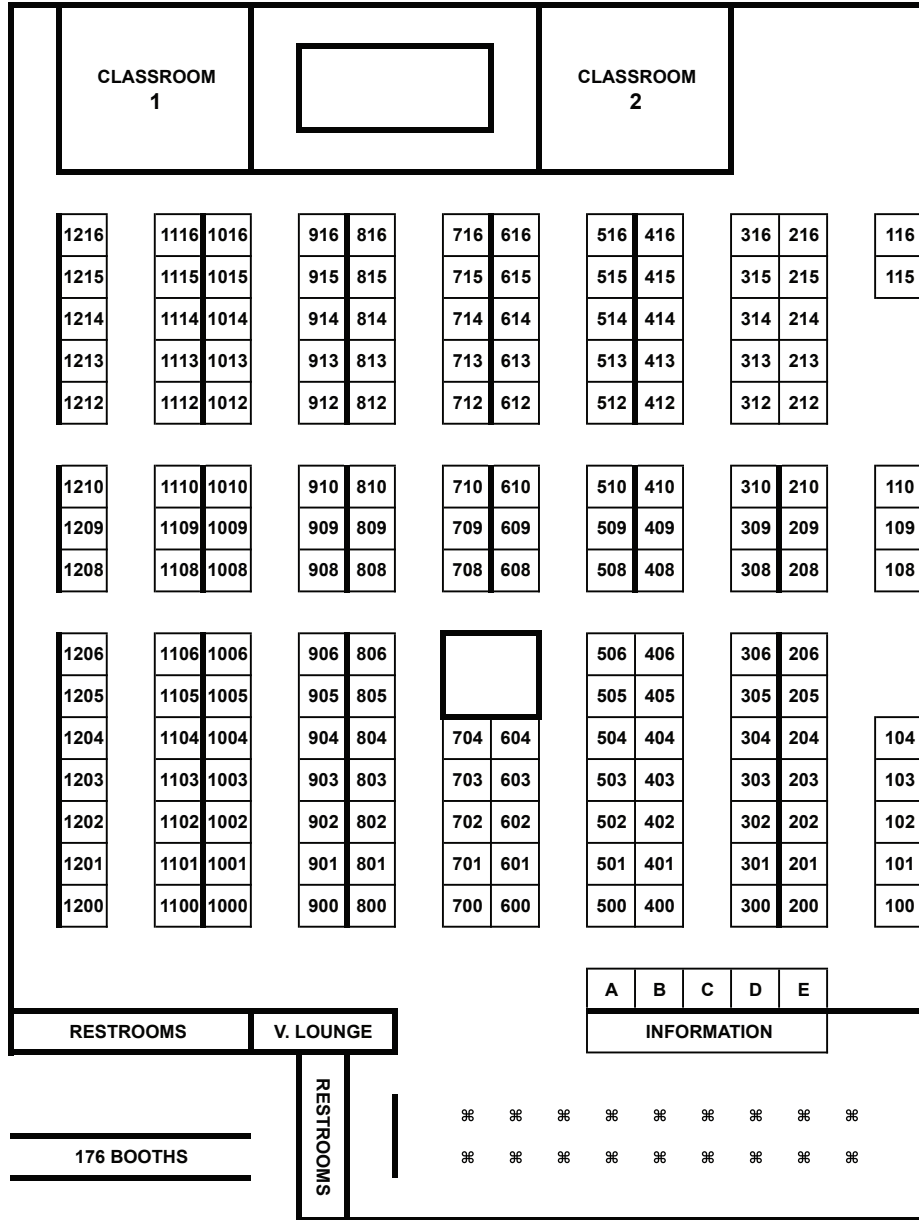 CLASSROOM CLASSROOM
1 2
1216 1116 1016 916 816 716 616 516 416 316 216 116
1215 1115 1015 915 815 715 615 515 415 315 215 115
1214 1114 1014 914 814 714 614 514 414 314 214
1213 1113 1013 913 813 713 613 513 413 313 213
1212 1112 1012 912 812 712 612 512 412 312 212
1210 1110 1010 910 810 710 610 510 410 310 210 110
1209 1109 1009 909 809 709 609 509 409 309 209 109
1208 1108 1008 908 808 708 608 508 408 308 208 108
1206 1106 1006 906 806 506 406 306 206
1205 1105 1005 905 805 505 405 305 205
1204 1104 1004 904 804 704 604 504 404 304 204 104
1203 1103 1003 903 803 703 603 503 403 303 203 103
1202 1102 1002 902 802 702 602 502 402 302 202 102
1201 1101 1001 901 801 701 601 501 401 301 201 101
1200 1100 1000 900 800 700 600 500 400 300 200 100
A B C D E
RESTROOMS V. LOUNGE INFORMATION
RESTROOMS
⌘ ⌘ ⌘ ⌘ ⌘ ⌘ ⌘ ⌘ ⌘
176 BOOTHS ⌘ ⌘ ⌘ ⌘ ⌘ ⌘ ⌘ ⌘ ⌘